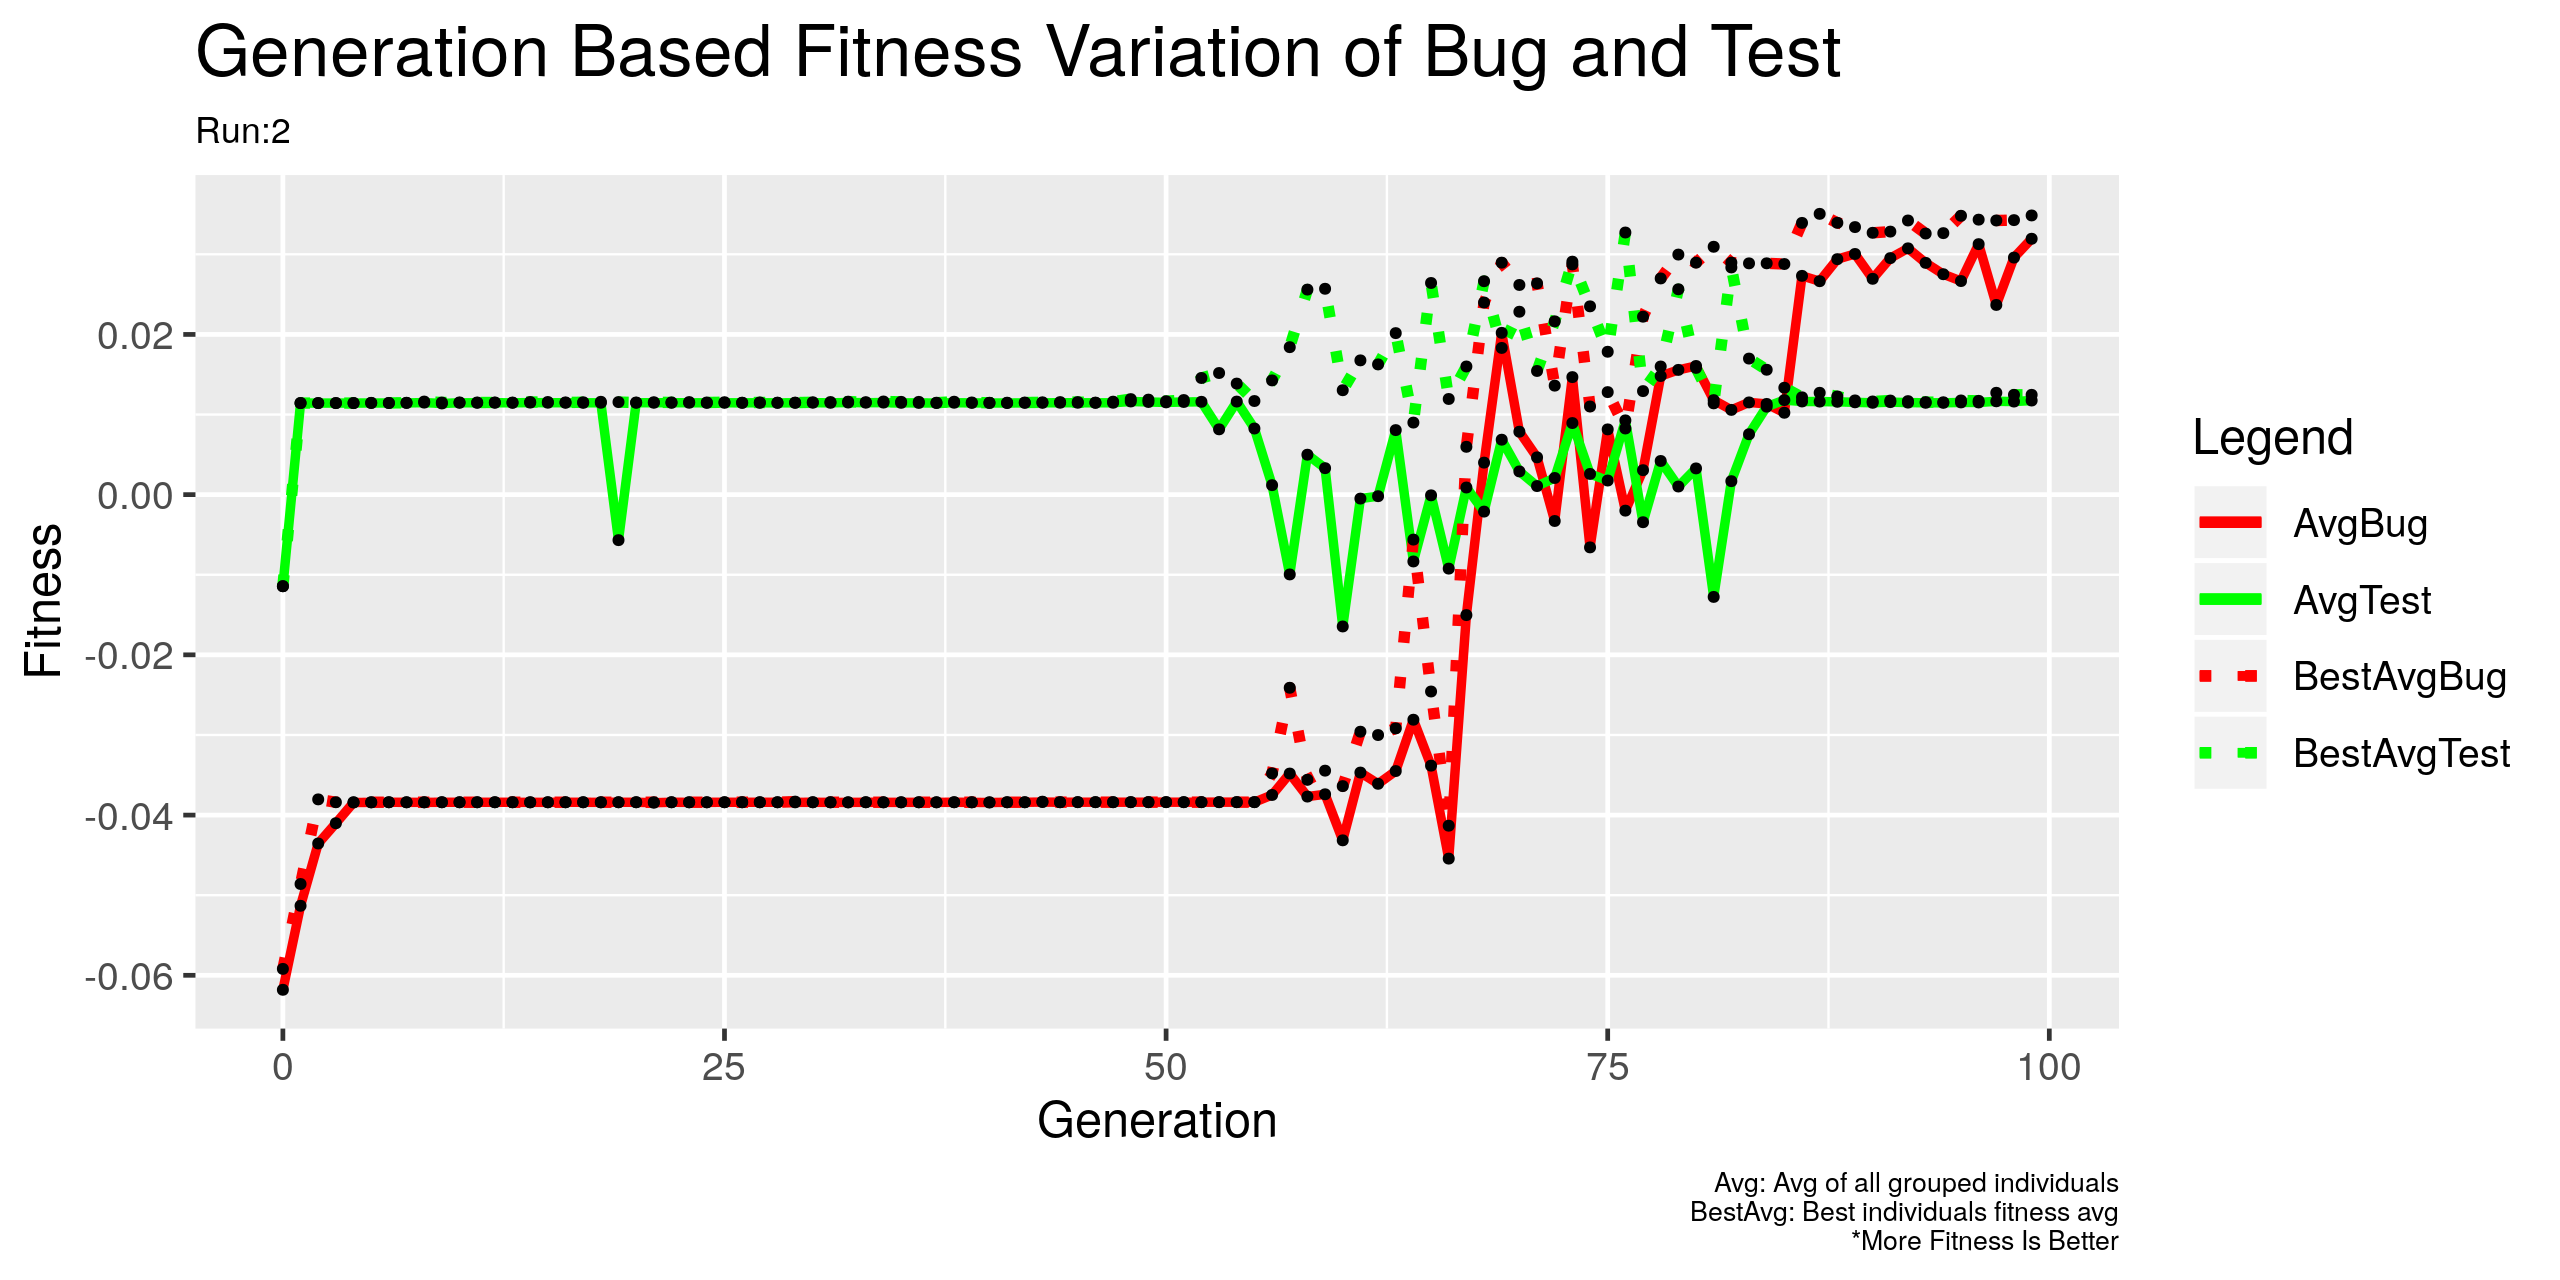 Generation Based Fitness Variation of Bug and Test
Run:2
Fitness
0.02
0.00
-0.02
-0.04
-0.06
0
25
50
75
100
Generation
Legend
AvgBug
AvgTest
BestAvgBug
BestAvgTest
Avg: Avg of all grouped individuals
BestAvg: Best individuals fitness avg
*More Fitness Is Better